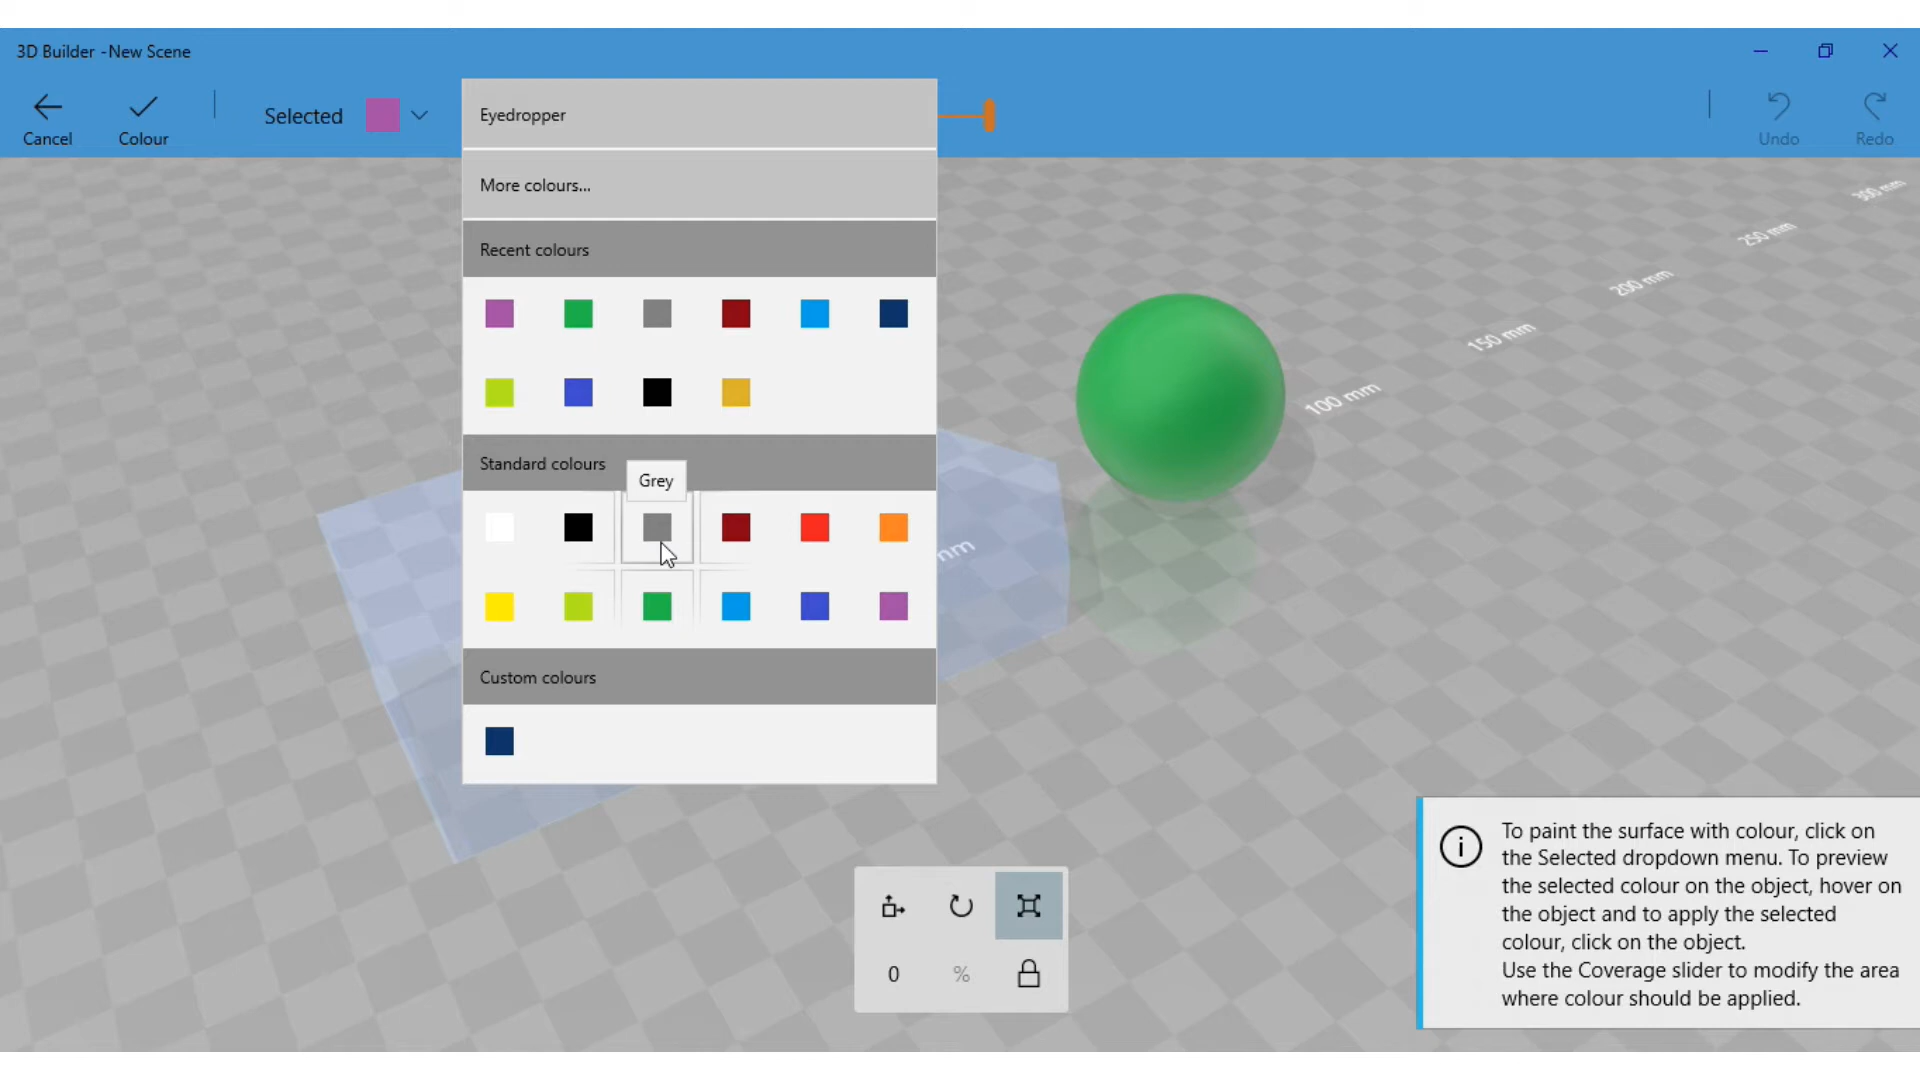 3D Builder -New Scene
Cancel
Colour
Selected
Eyedropper
Undo
Redo
More colours...
Recent colours
300 mm
250 mm
200 mm
150 mm
100 mm
Standard colours
Grey
mm
Custom colours
To paint the surface with colour, click on
the Selected dropdown menu. To preview
the selected colour on the object, hover on
the object and to apply the selected
colour, click on the object.
Use the Coverage slider to modify the area
where colour should be applied.
0 %